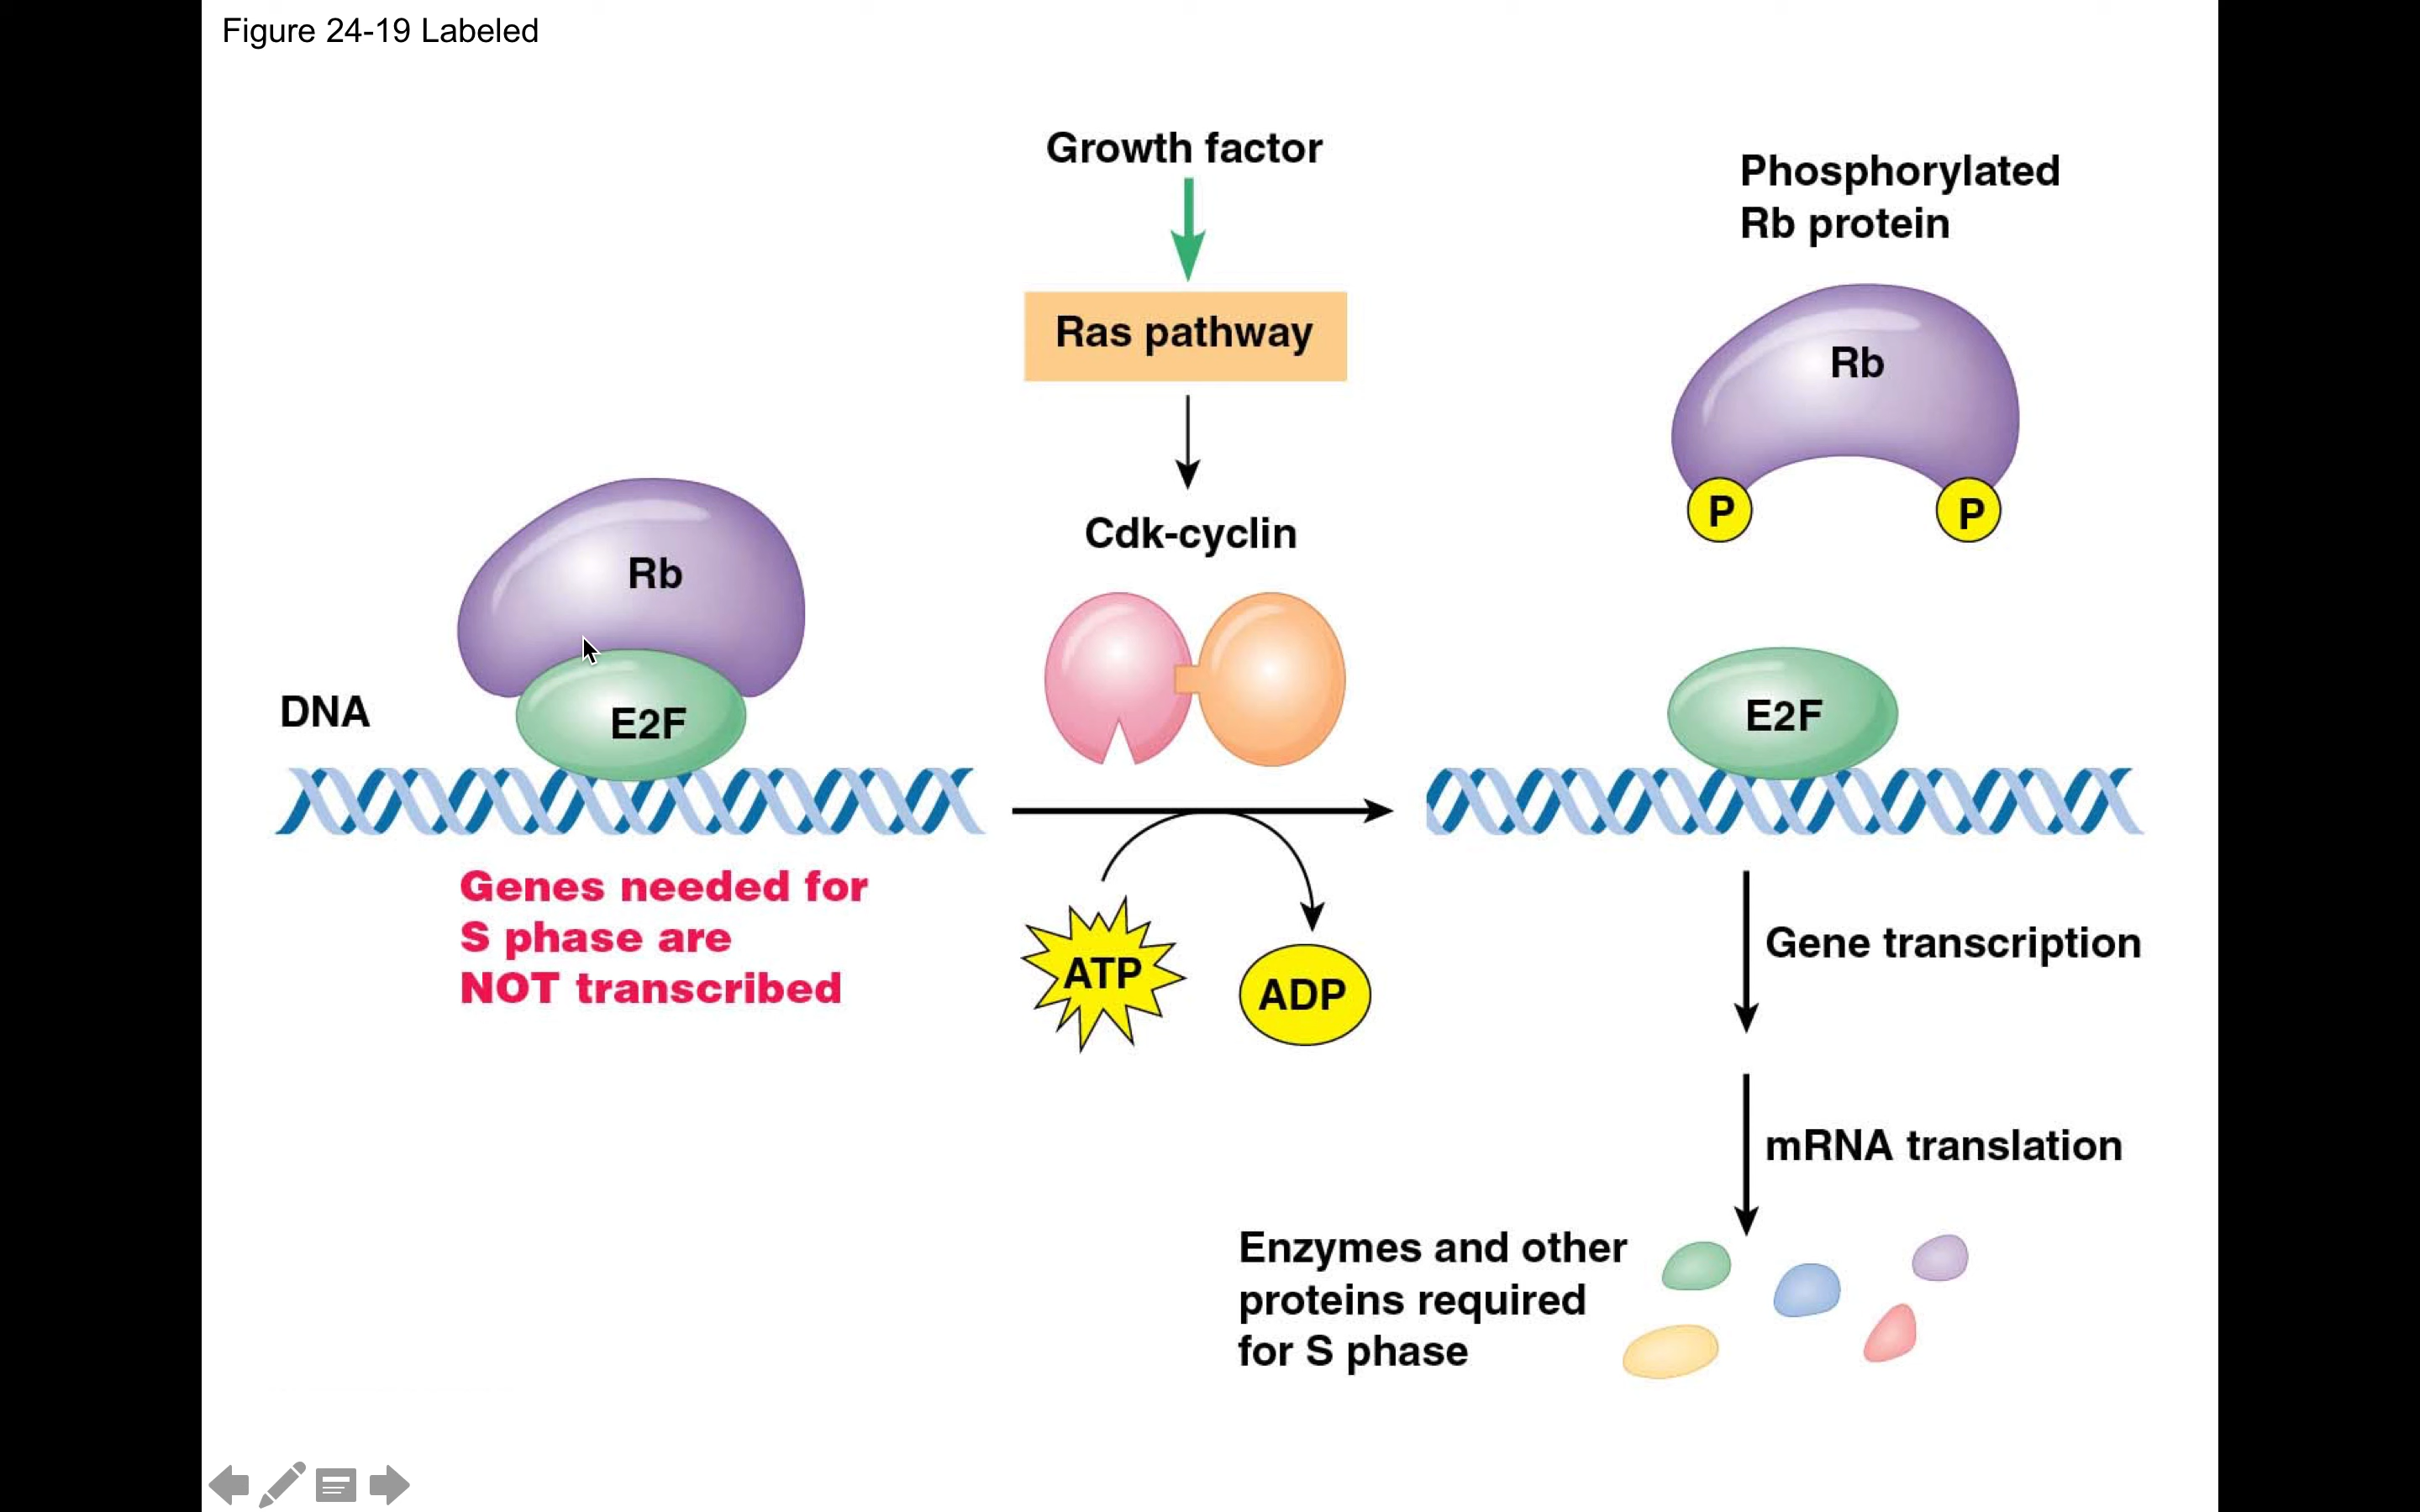 Figure 24-19 Labeled
Growth factor
Ras pathway
Cdk-cyclin
Rb
E2F
DNA
Genes needed for
S phase are
NOT transcribed
ATP
ADP
Phosphorylated
Rb protein
Rb
P
P
E2F
Gene transcription
mRNA translation
Enzymes and other
proteins required
for S phase